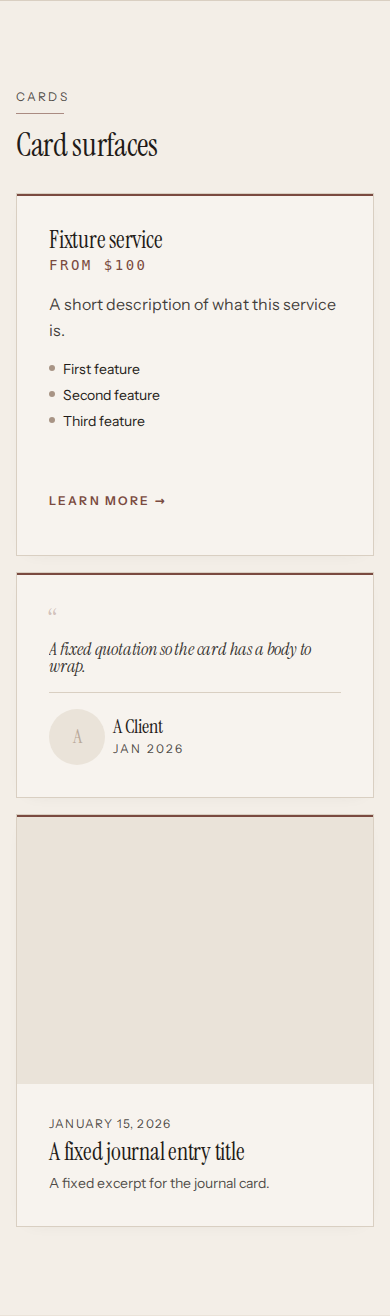 CARDS
Card surfaces
Fixture service
FROM $100
A short description of what this service
is.
First feature
Second feature
Third feature
LEARN MORE →
“
A fixed quotation so the card has a body to
wrap.
A
A Client
JAN 2026
JANUARY 15, 2026
A fixed journal entry title
A fixed excerpt for the journal card.